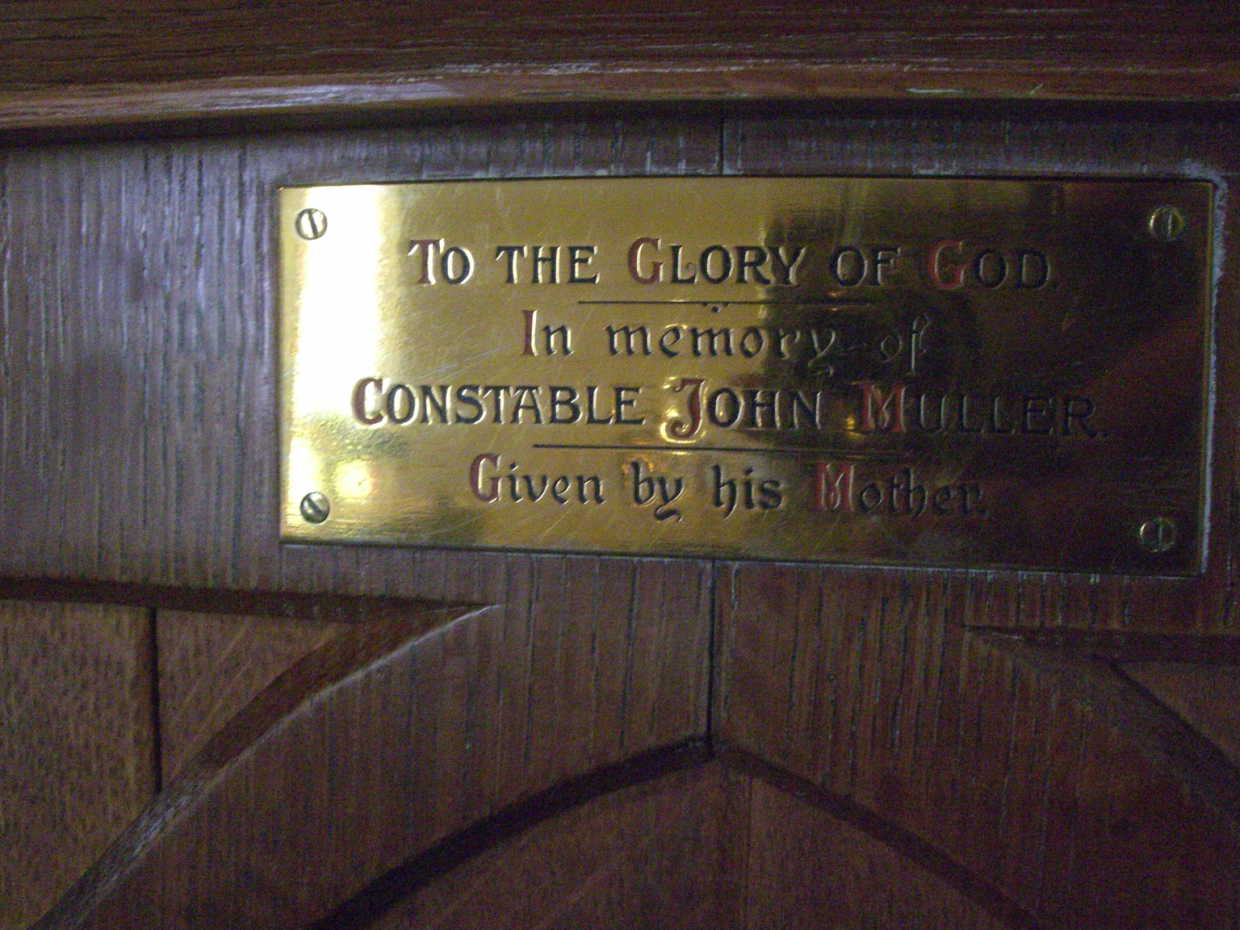 To the Glory of God.
In memory of
Constable John Muller.
Given by his Mother.